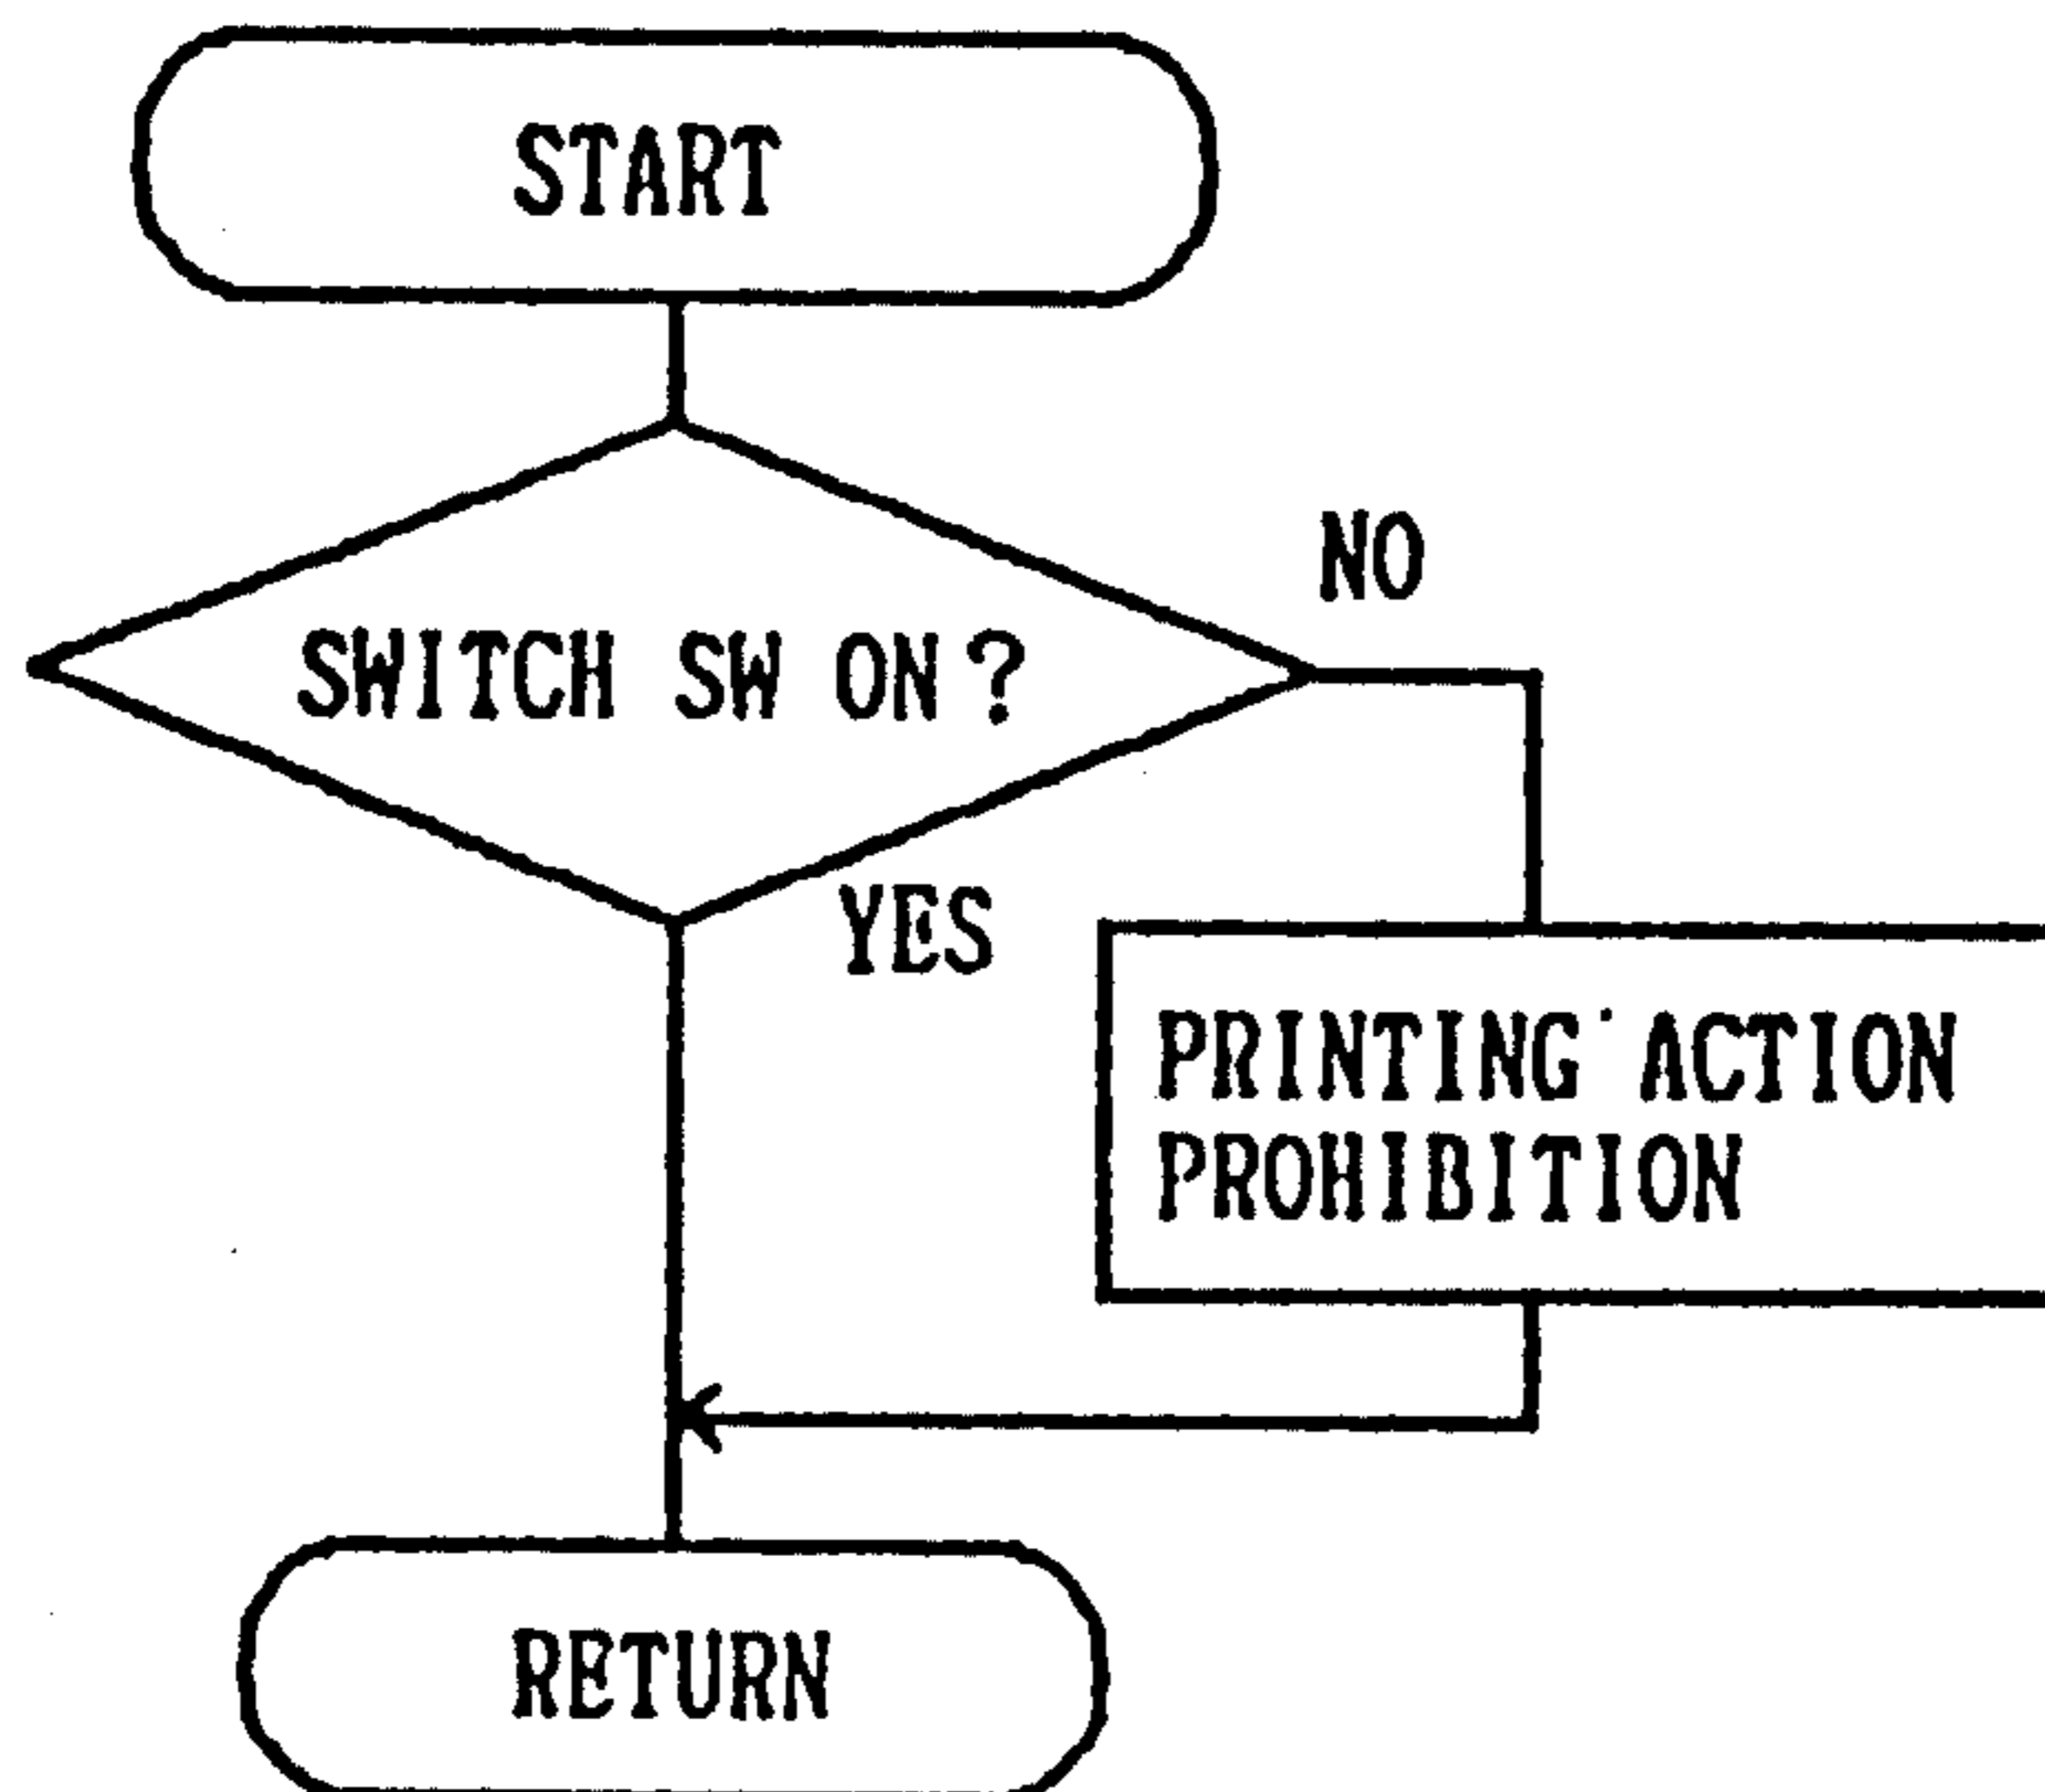 START
SWITCH SW ON?
NO
YES
PRINTING ACTION
PROHIBITION
RETURN